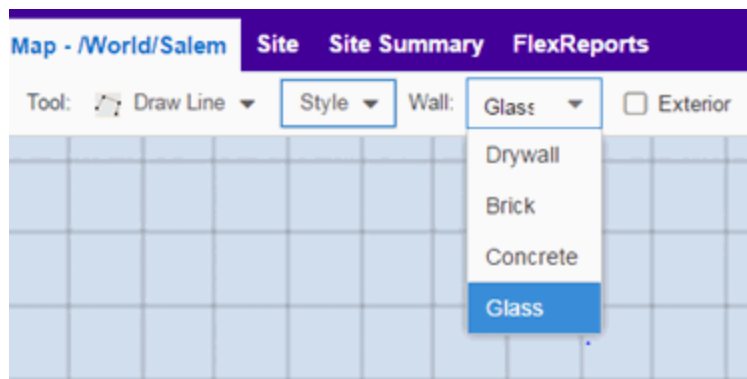 Map - /World/Salem Site Site Summary FlexReports
Tool: Draw Line Style Wall: Glass Exterior
Drywall
Brick
Concrete
Glass